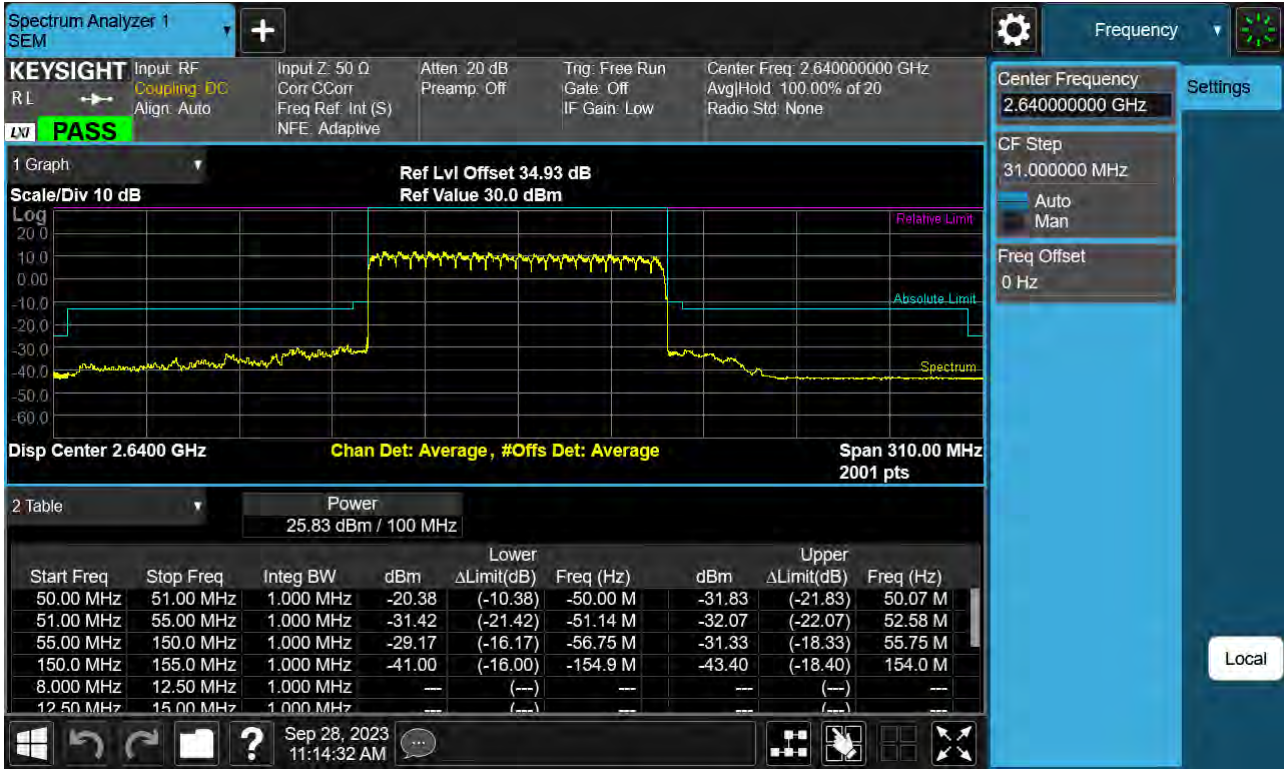 Spectrum Analyzer 1
SEM
+
Frequency
KEYSIGHT
RL
LXI
PASS
Input: RF
Coupling: DC
Align: Auto
Input Z: 50 Ω
Corr CCorr
Freq Ref: Int (S)
NFE: Adaptive
Atten: 20 dB
Preamp: Off
Trig: Free Run
Gate: Off
IF Gain: Low
Center Freq: 2.640000000 GHz
Avg|Hold: 100.00% of 20
Radio Std: None
Center Frequency
2.640000000 GHz
Settings
CF Step
31.000000 MHz
Auto
Man
Freq Offset
0 Hz
Local
1 Graph
Scale/Div 10 dB
Ref Lvl Offset 34.93 dB
Ref Value 30.0 dBm
Log
20.0
10.0
0.00
-10.0
-20.0
-30.0
-40.0
-50.0
-60.0
Relative Limit
Absolute Limit
Spectrum
Disp Center 2.6400 GHz
Chan Det: Average , #Offs Det: Average
Span 310.00 MHz
2001 pts
2 Table
Power
25.83 dBm / 100 MHz
Lower Upper
Start Freq Stop Freq Integ BW dBm ΔLimit(dB) Freq (Hz) dBm ΔLimit(dB) Freq (Hz)
50.00 MHz 51.00 MHz 1.000 MHz -20.38 (-10.38) -50.00 M -31.83 (-21.83) 50.07 M
51.00 MHz 55.00 MHz 1.000 MHz -31.42 (-21.42) -51.14 M -32.07 (-22.07) 52.58 M
55.00 MHz 150.0 MHz 1.000 MHz -29.17 (-16.17) -56.75 M -31.33 (-18.33) 55.75 M
150.0 MHz 155.0 MHz 1.000 MHz -41.00 (-16.00) -154.9 M -43.40 (-18.40) 154.0 M
8.000 MHz 12.50 MHz 1.000 MHz --- (---) --- --- (---) ---
12.50 MHz 15.00 MHz 1.000 MHz --- (---) --- --- (---) ---
?
Sep 28, 2023
11:14:32 AM